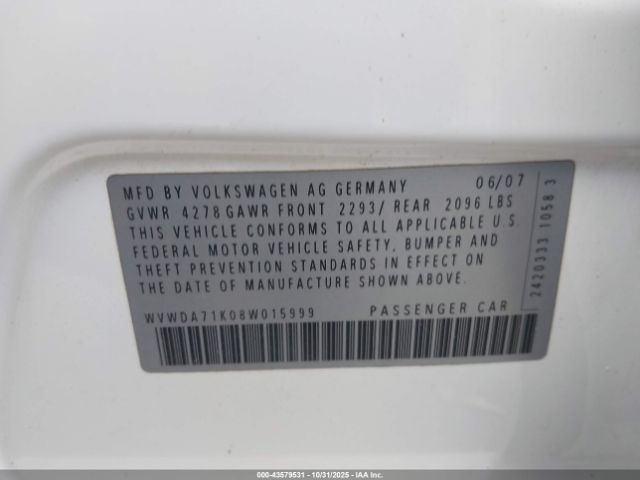 MFD BY VOLKSWAGEN AG GERMANY 06/07
GVWR 4278 GAWR FRONT 2293/ REAR 2096 LBS
THIS VEHICLE CONFORMS TO ALL APPLICABLE U.S.
FEDERAL MOTOR VEHICLE SAFETY, BUMPER AND
THEFT PREVENTION STANDARDS IN EFFECT ON
THE DATE OF MANUFACTURE SHOWN ABOVE.
WVWDA71K08W015999 PASSENGER CAR
2420333 1058 3
000-43579531 - 10/31/2025 - IAAI.com